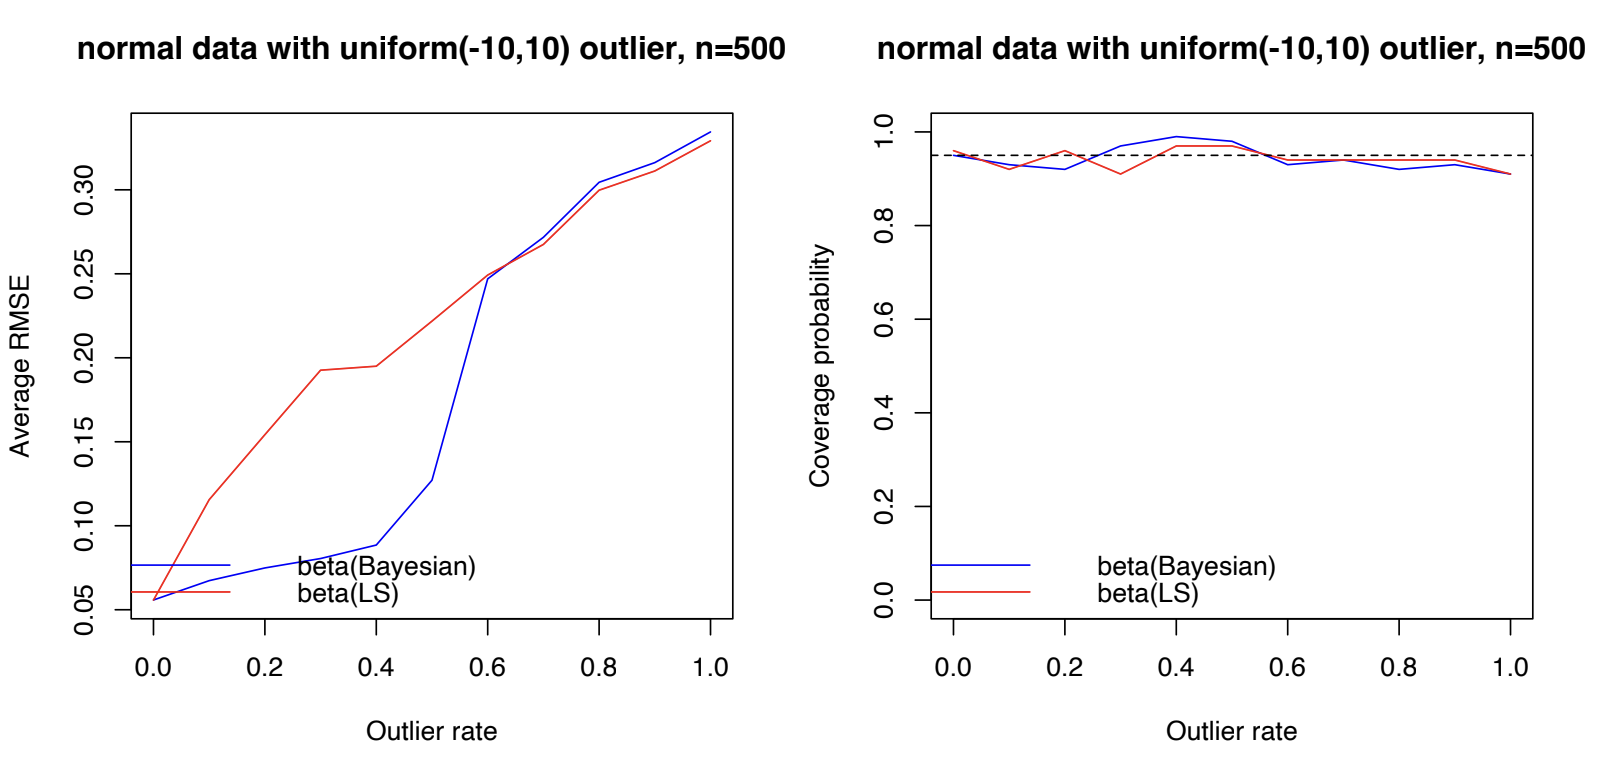 normal data with uniform(-10,10) outlier, n=500
Average RMSE
0.30
0.25
0.20
0.15
0.10
0.05
beta(Bayesian)
beta(LS)
0.0 0.2 0.4 0.6 0.8 1.0
Outlier rate
normal data with uniform(-10,10) outlier, n=500
Coverage probability
1.0
0.8
0.6
0.4
0.2
0.0
beta(Bayesian)
beta(LS)
0.0 0.2 0.4 0.6 0.8 1.0
Outlier rate